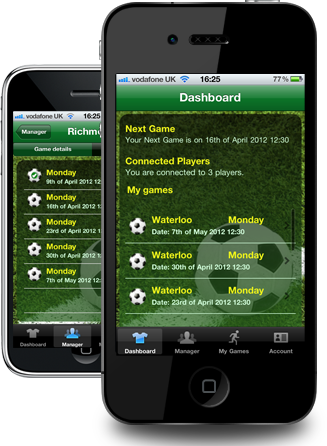 vodafone UK 16:25 77%
Dashboard
Next Game
Your Next Game is on 16th of April 2012 12:30
Connected Players
You are connected to 3 players.
My games
Waterloo Monday
Date: 7th of May 2012 12:30
Waterloo Monday
Date: 30th of April 2012 12:30
Waterloo Monday
Date: 23rd of April 2012 12:30
Dashboard Manager My Games Account
vodafone UK 16:25
Manager Richmo
Game details
Monday
9th of April 2012 12:
Monday
16th of April 2012 12
Monday
23rd of April 2012 12
Monday
30th of April 2012 12
Monday
7th of May 2012 12:3
Dashboard Manager